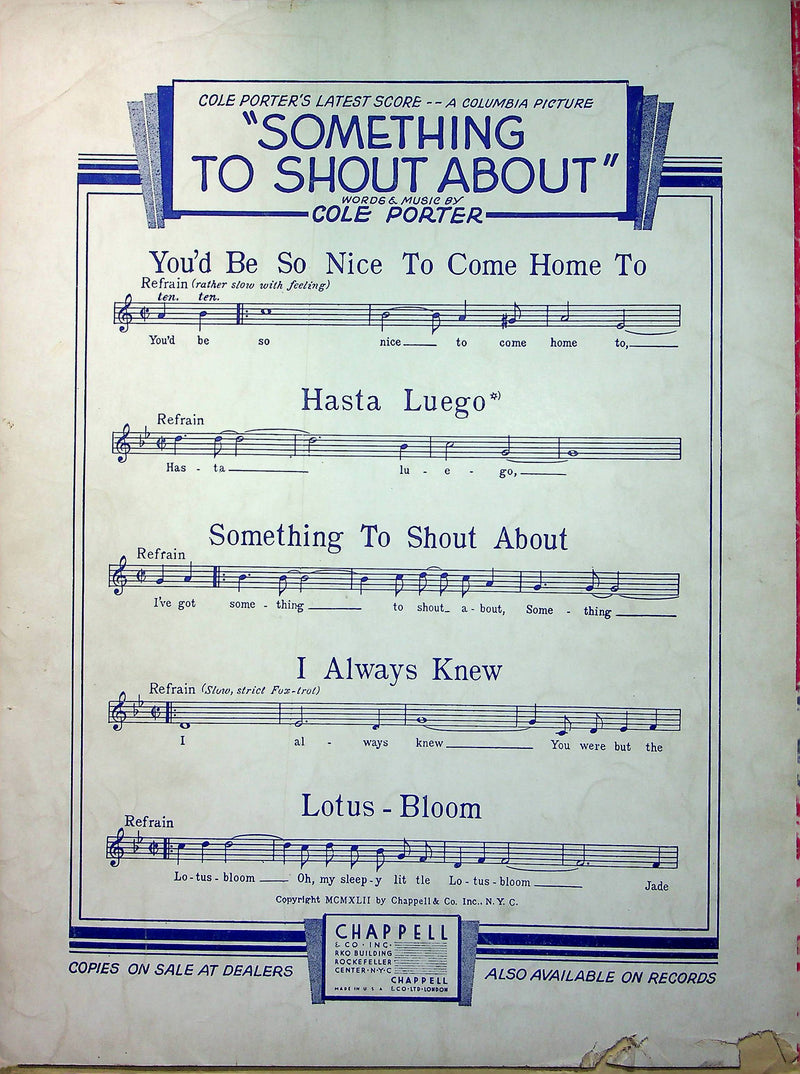 COLE PORTER'S LATEST SCORE -- A COLUMBIA PICTURE
"SOMETHING
TO SHOUT ABOUT"
WORDS & MUSIC BY
COLE PORTER
You'd Be So Nice To Come Home To
Refrain (rather slow with feeling)
ten. ten.
You'd be so nice to come home to,
Hasta Luego*)
Refrain
Has - ta lu - e - go,
Something To Shout About
Refrain
I've got some - thing to shout a - bout, Some - thing
I Always Knew
Refrain (Slow, strict Fox-trot)
I al - ways knew You were but the
Lotus - Bloom
Refrain
Lo - tus - bloom Oh, my sleep - y lit tle Lo - tus - bloom Jade
Copyright MCMXLII by Chappell & Co. Inc., N. Y. C.
CHAPPELL
& CO · INC·
RKO BUILDING
ROCKEFELLER
CENTER·N·Y·C
CHAPPELL
MADE IN U S A & CO·LTD·LONDON
COPIES ON SALE AT DEALERS
ALSO AVAILABLE ON RECORDS